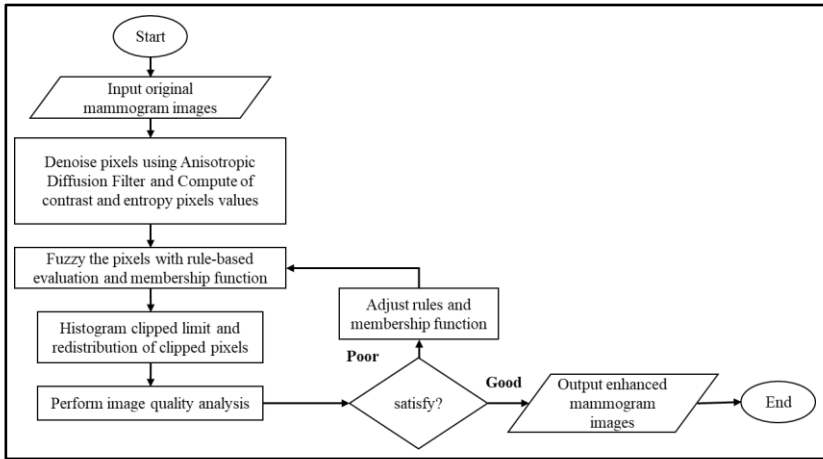 Start
Input original
mammogram images
Denoise pixels using Anisotropic
Diffusion Filter and Compute of
contrast and entropy pixels values
Fuzzy the pixels with rule-based
evaluation and membership function
Histogram clipped limit and
redistribution of clipped pixels
Perform image quality analysis
satisfy?
Poor
Adjust rules and
membership function
Good
Output enhanced
mammogram
images
End